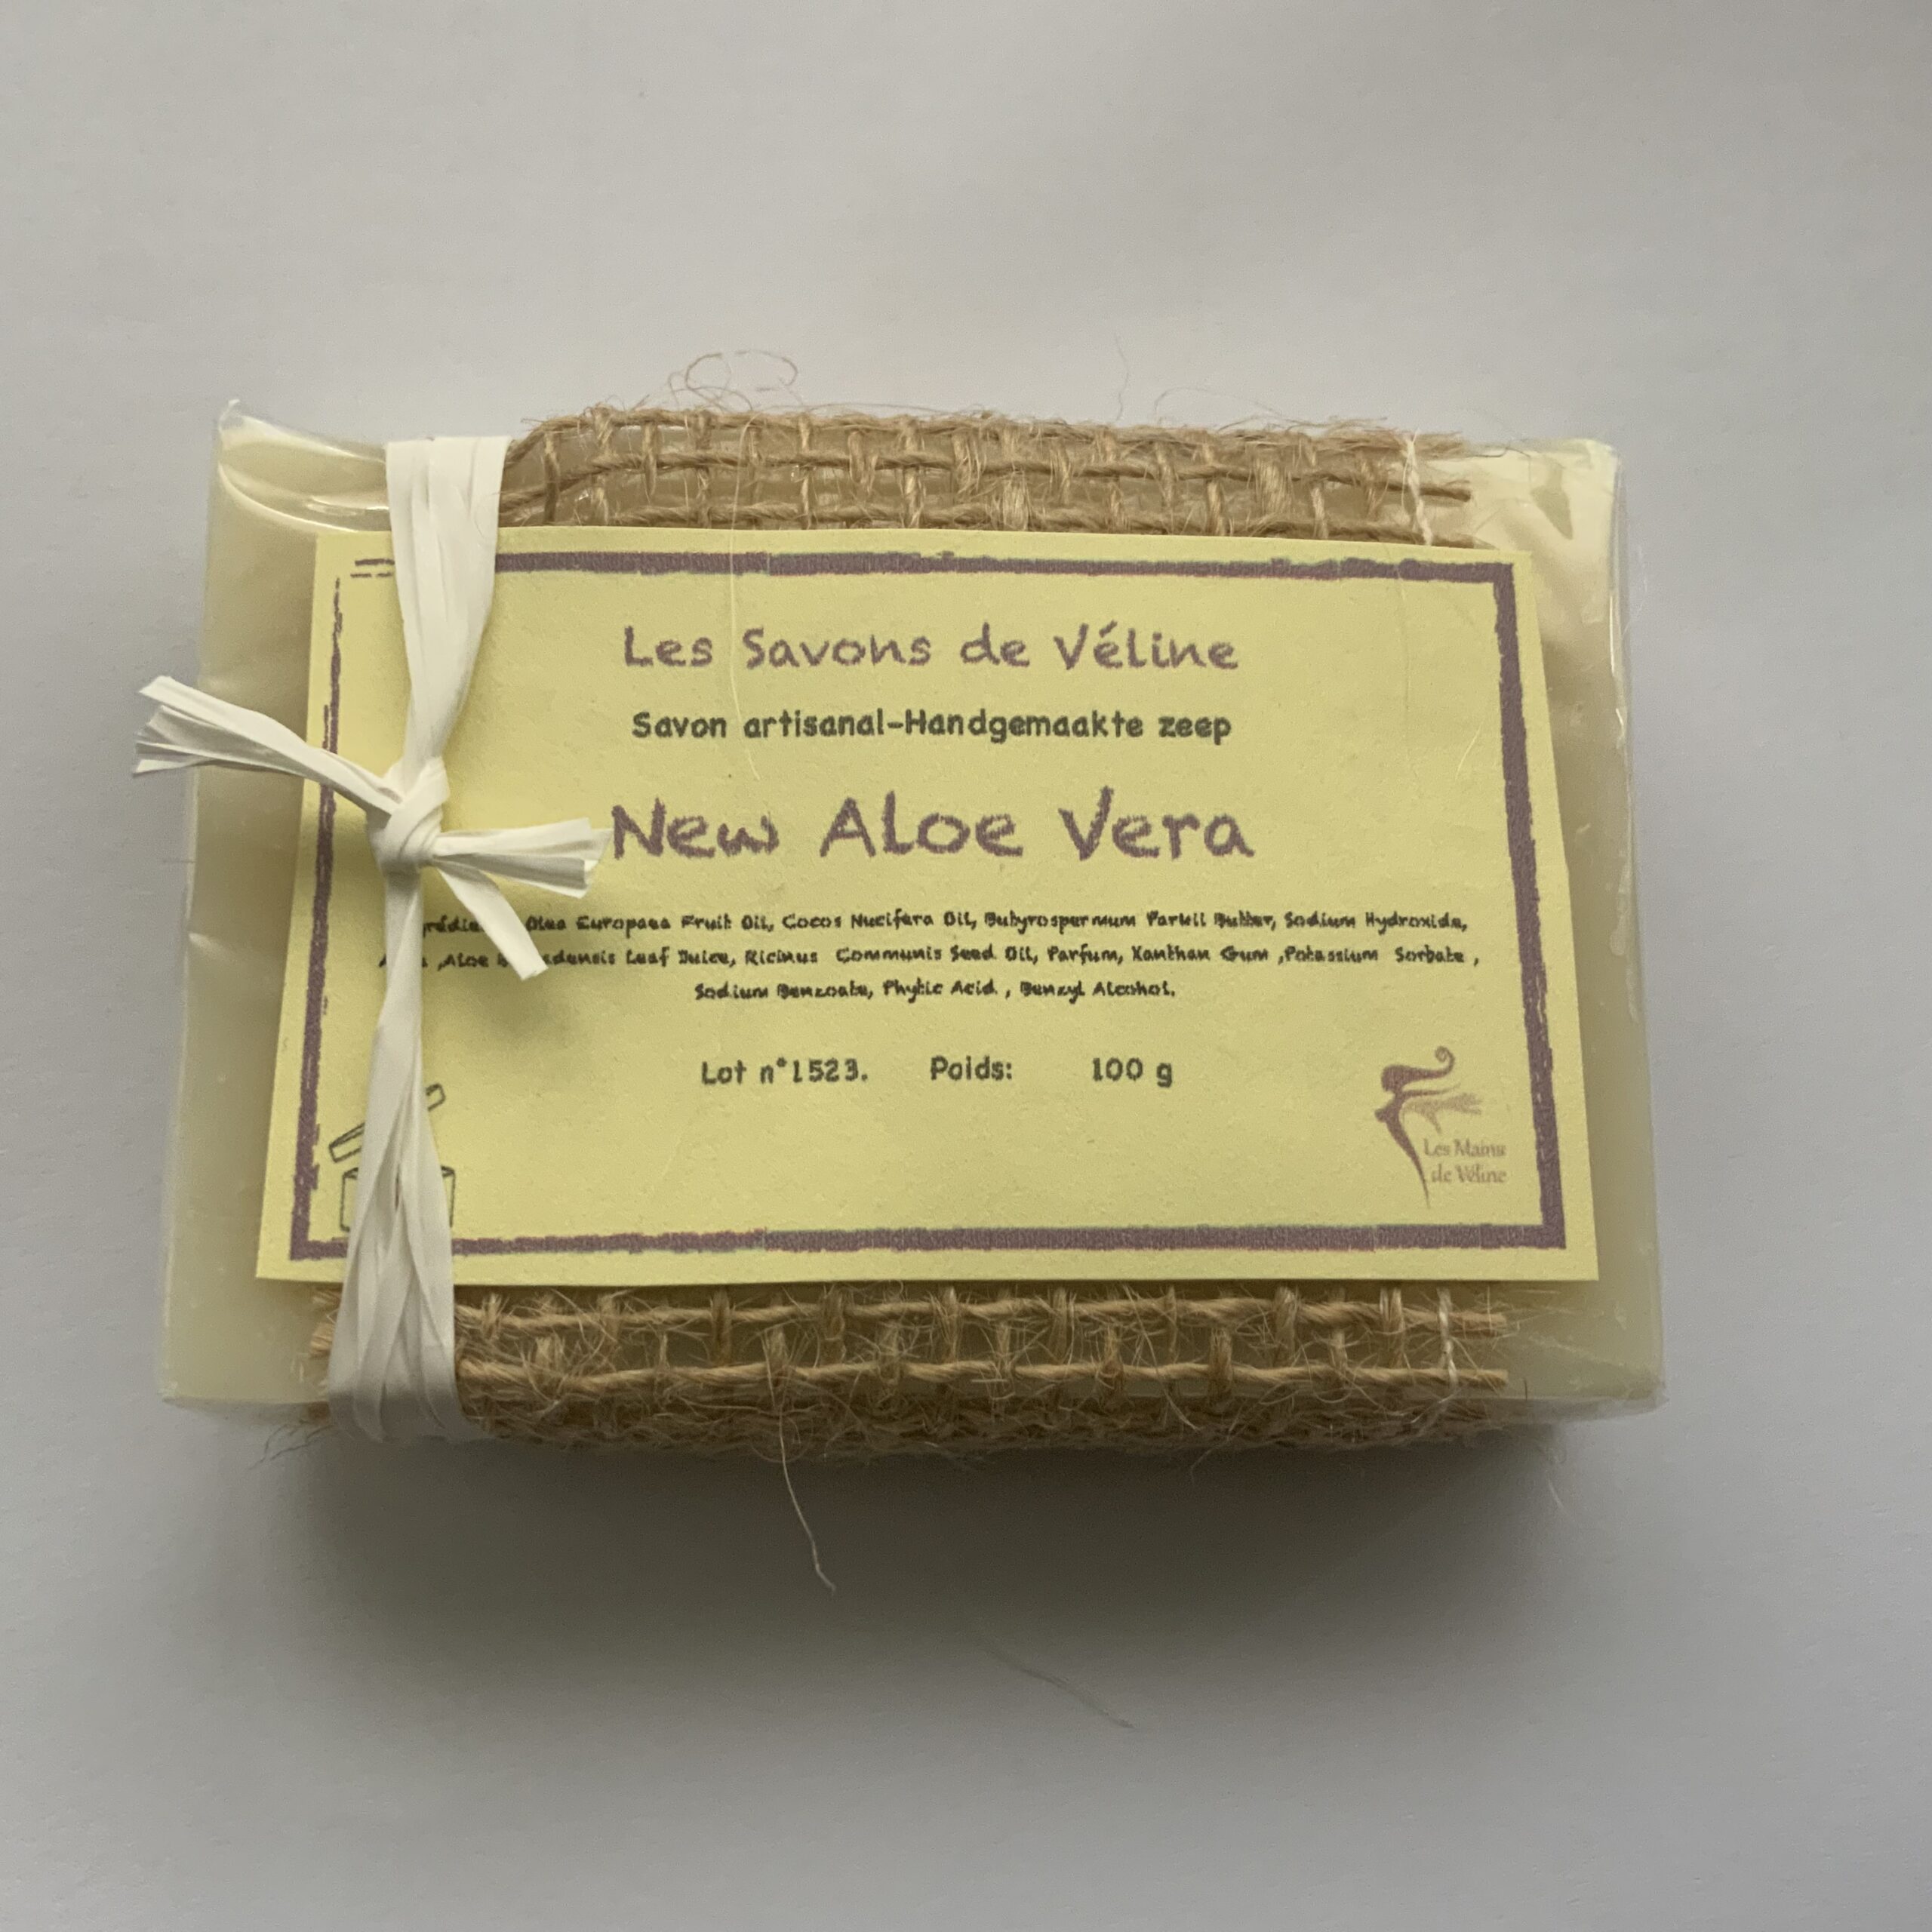 Les Savons de Véline
Savon artisanal-Handgemaakte zeep
New Aloe Vera
Olea Europaea Fruit Oil, Cocos Nucifera Oil, Butyrospermum Parkii Butter, Sodium Hydroxide,
,Aloe Leaf Juice, Ricinus Communis Seed Oil, Parfum, Xanthan Gum ,Potassium Sorbate ,
Sodium Benzoate, Phytic Acid , Benzyl Alcohol.
Lot n°1523. Poids: 100 g
Les Mains
de Véline